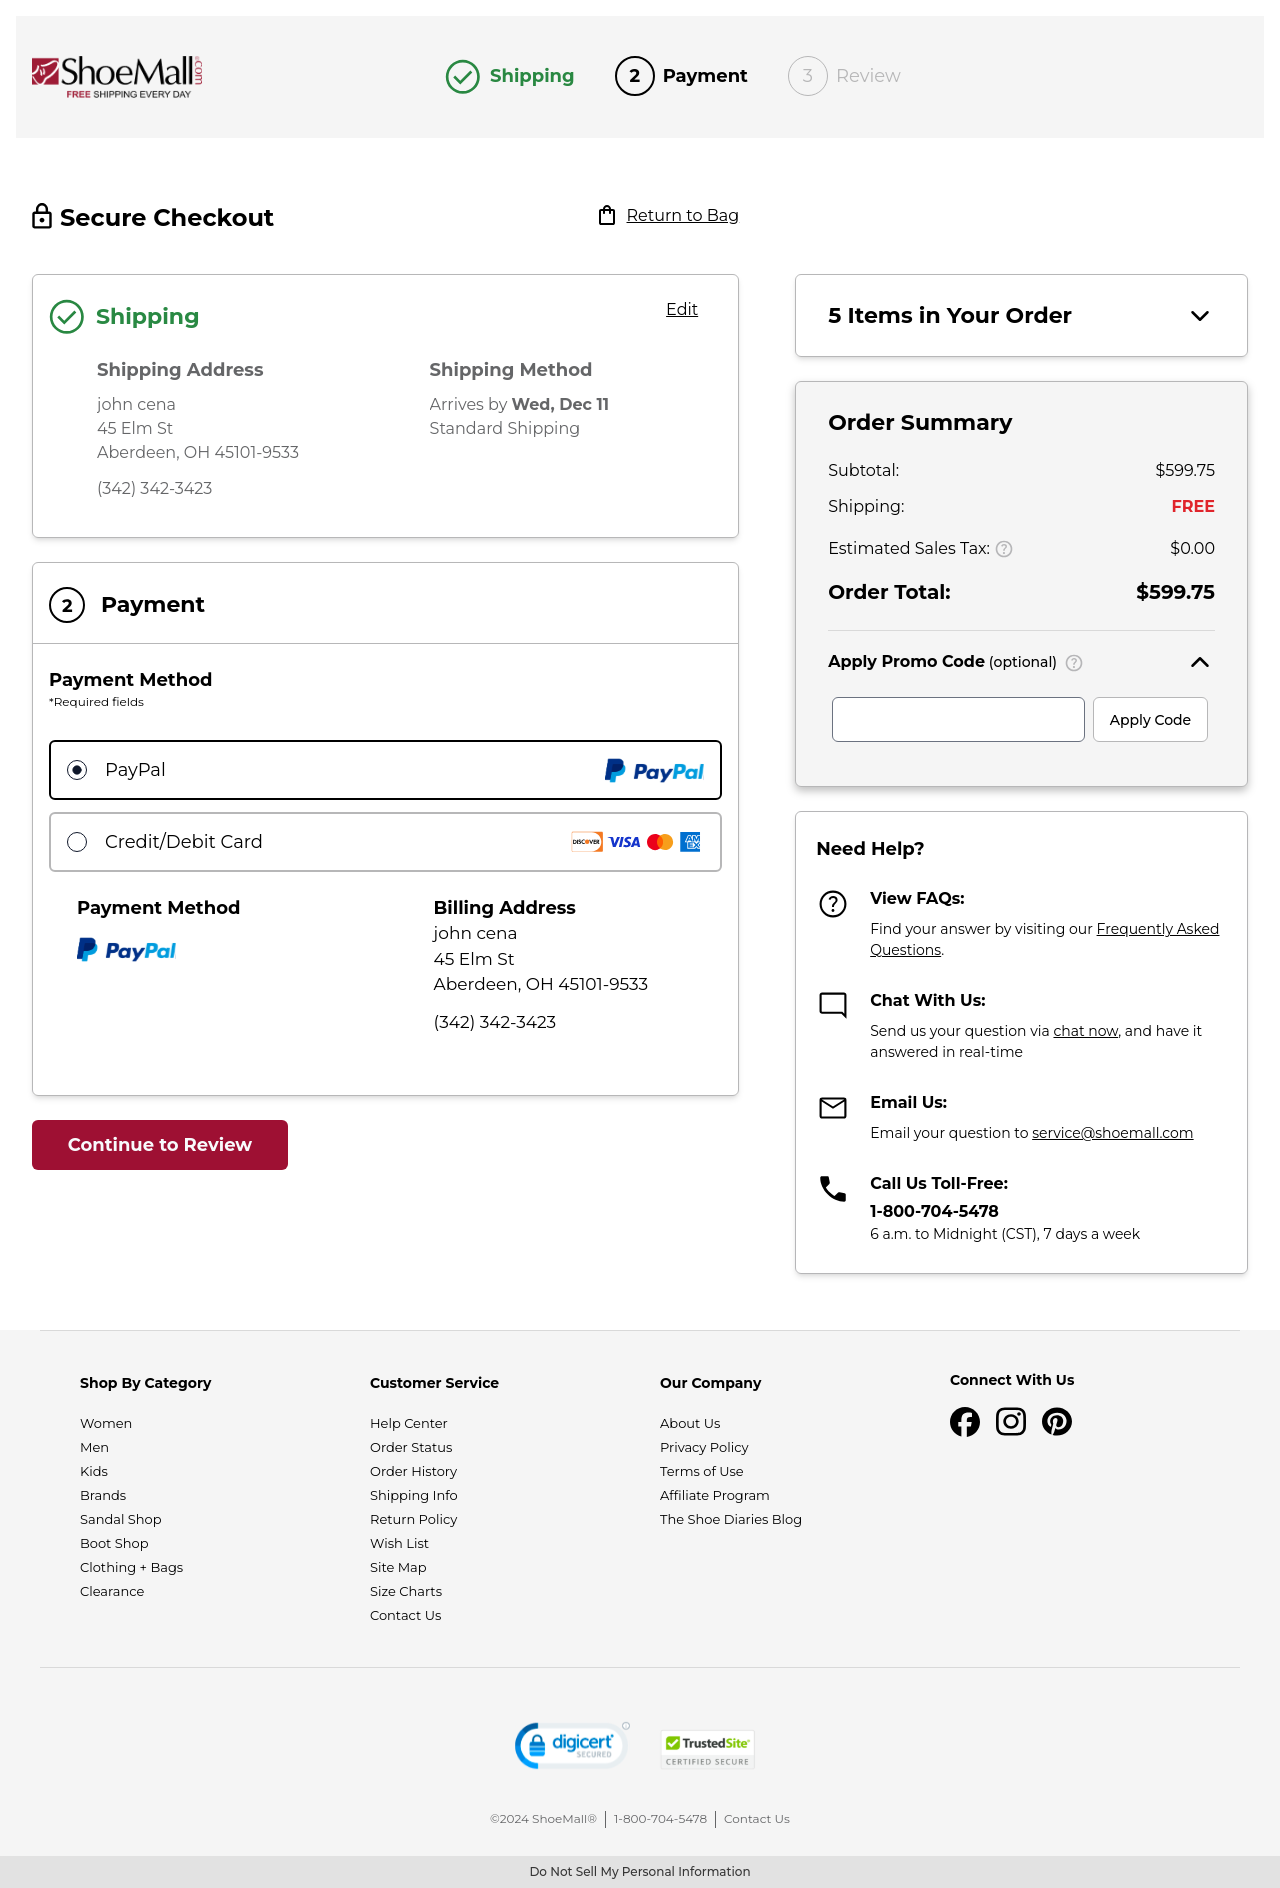 ShoeMall.com
FREE SHIPPING EVERY DAY
Shipping
2 Payment
3 Review
Secure Checkout
Return to Bag
Shipping
Edit
Shipping Address
john cena
45 Elm St
Aberdeen, OH 45101-9533
(342) 342-3423
Shipping Method
Arrives by Wed, Dec 11
Standard Shipping
2 Payment
Payment Method
*Required fields
PayPal
PayPal
Credit/Debit Card
DISCOVER VISA AMEX
Payment Method
PayPal
Billing Address
john cena
45 Elm St
Aberdeen, OH 45101-9533
(342) 342-3423
Continue to Review
5 Items in Your Order
Order Summary
Subtotal: $599.75
Shipping: FREE
Estimated Sales Tax: ? $0.00
Order Total: $599.75
Apply Promo Code (optional) ?
Apply Code
Need Help?
View FAQs:
Find your answer by visiting our Frequently Asked
Questions.
Chat With Us:
Send us your question via chat now, and have it
answered in real-time
Email Us:
Email your question to service@shoemall.com
Call Us Toll-Free:
1-800-704-5478
6 a.m. to Midnight (CST), 7 days a week
Shop By Category
Women
Men
Kids
Brands
Sandal Shop
Boot Shop
Clothing + Bags
Clearance
Customer Service
Help Center
Order Status
Order History
Shipping Info
Return Policy
Wish List
Site Map
Size Charts
Contact Us
Our Company
About Us
Privacy Policy
Terms of Use
Affiliate Program
The Shoe Diaries Blog
Connect With Us
digicert
SECURED
TrustedSite
CERTIFIED SECURE
©2024 ShoeMall® | 1-800-704-5478 | Contact Us
Do Not Sell My Personal Information